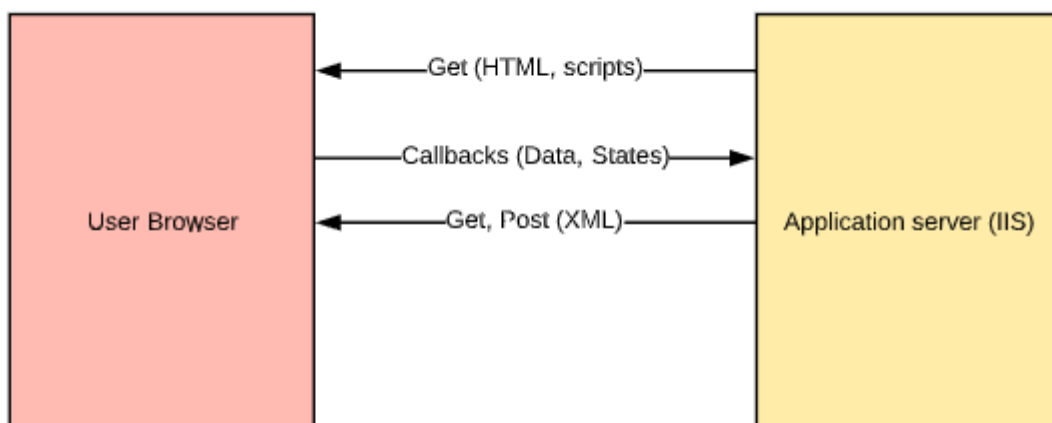 Get (HTML, scripts)
Callbacks (Data, States)
User Browser
Get, Post (XML)
Application server (IIS)